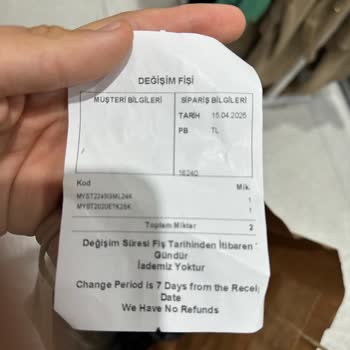 DEĞİŞİM FİŞİ
MÜŞTERİ BİLGİLERİ SİPARİŞ BİLGİLERİ
TARİH 15.04.2025
PB TL
16240
Kod Mik.
MYST2249GML24K 1
MYST2020ETK25K 1
Toplam Miktar 2
Değişim Süresi Fiş Tarihinden İtibaren
Gündür
İademiz Yoktur
Change Period is 7 Days from the
Date
We Have No Refunds